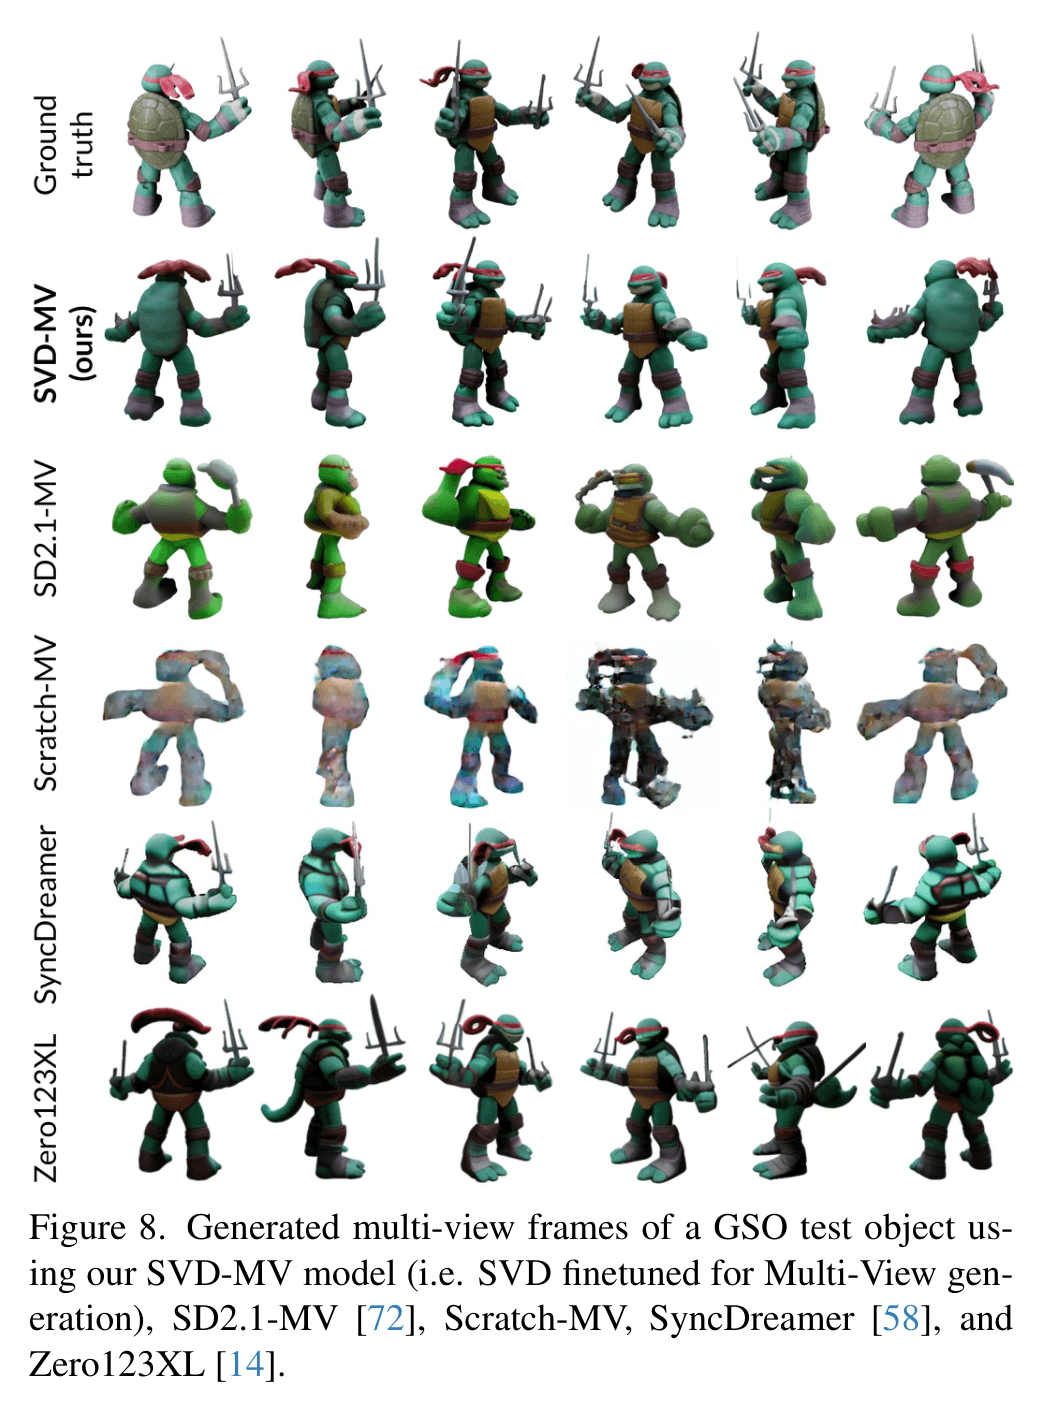 Ground
truth
SVD-MV
(ours)
SD2.1-MV
Scratch-MV
SyncDreamer
Zero123XL
Figure 8. Generated multi-view frames of a GSO test object us-
ing our SVD-MV model (i.e. SVD finetuned for Multi-View gen-
eration), SD2.1-MV [72], Scratch-MV, SyncDreamer [58], and
Zero123XL [14].